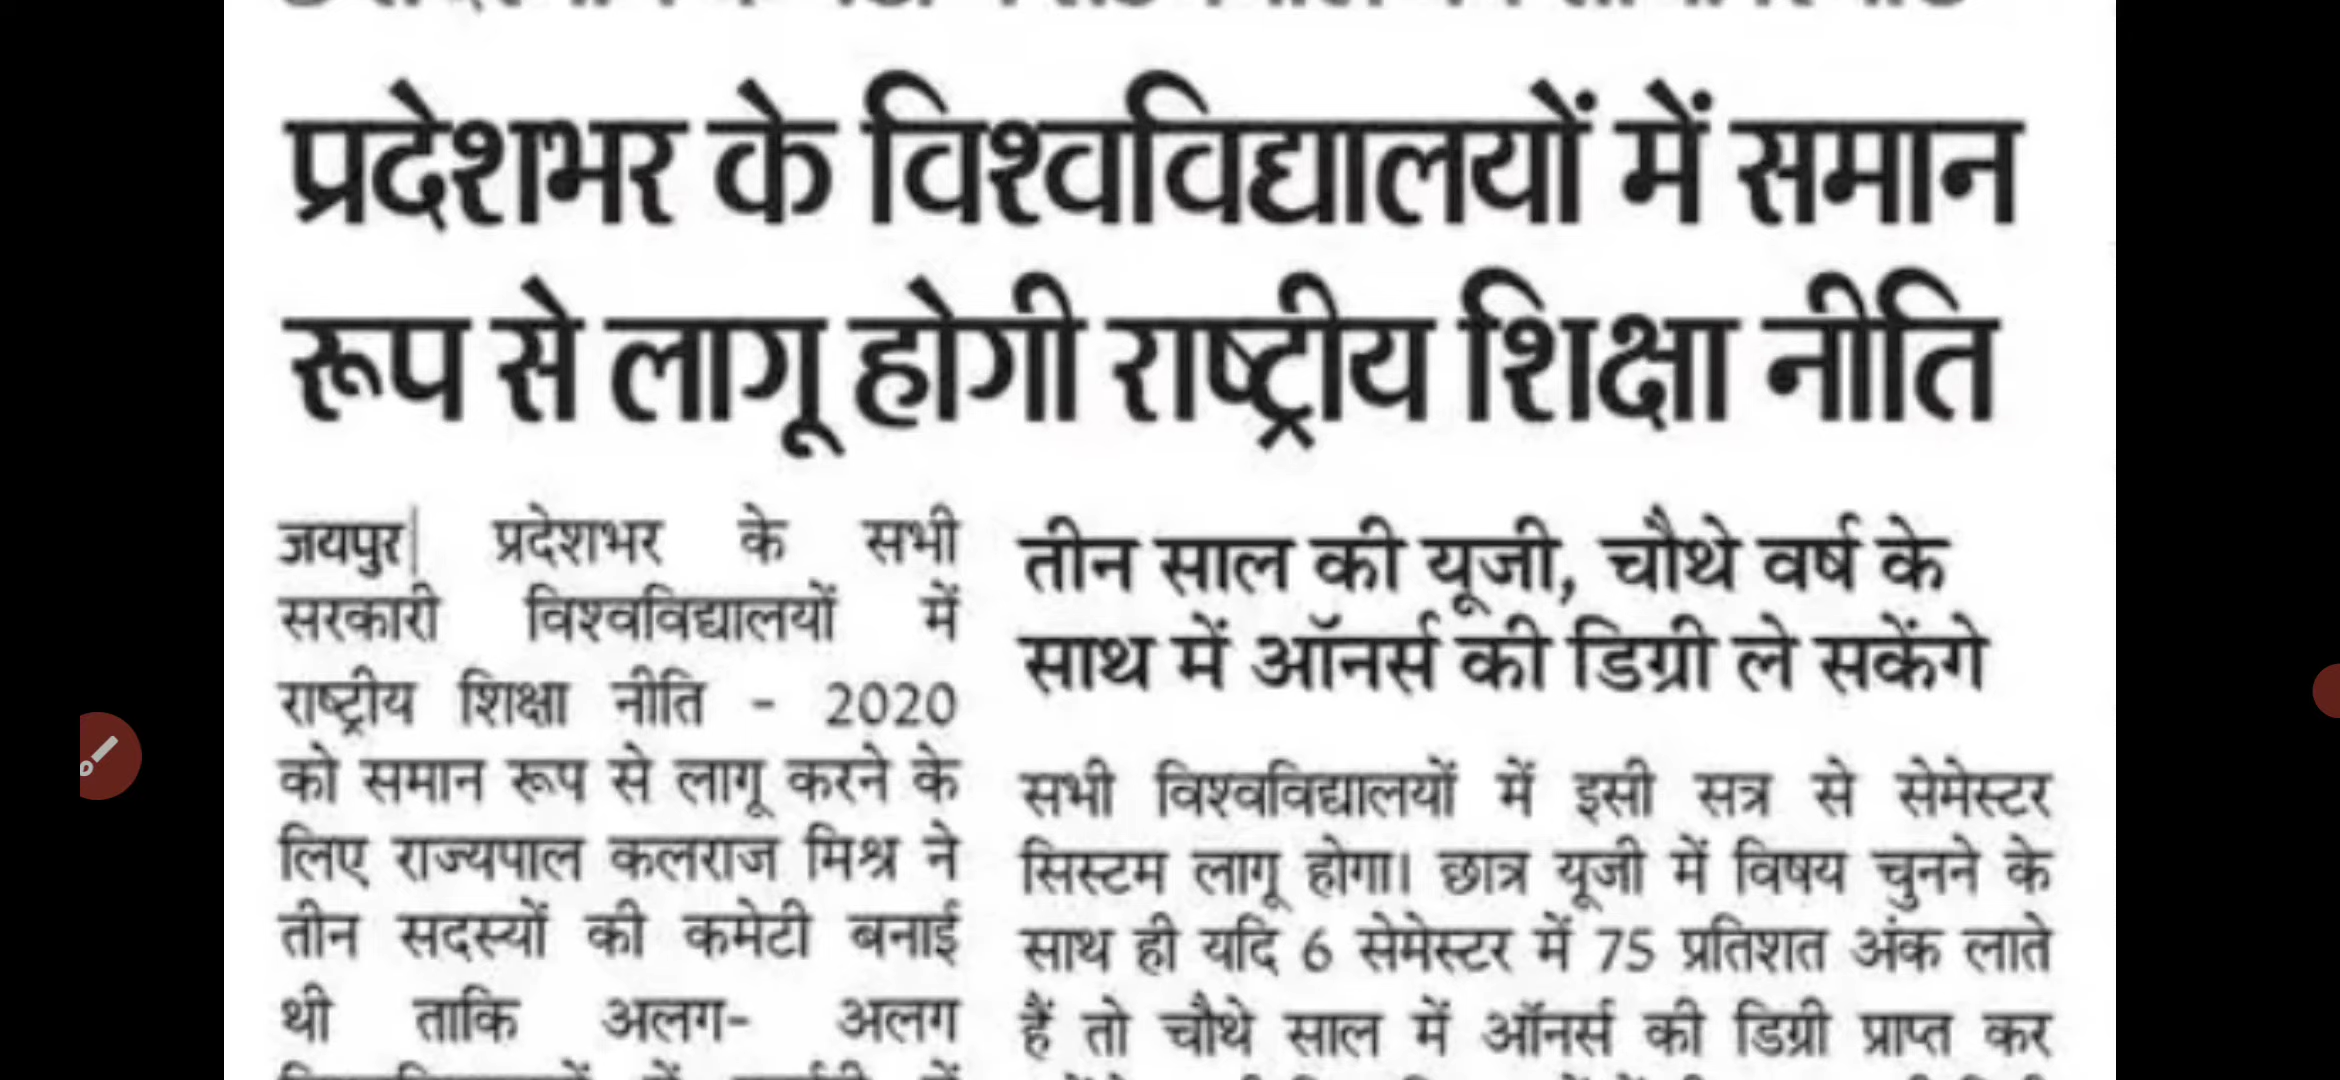 प्रदेशभर के विश्वविद्यालयों में समान
रूप से लागू होगी राष्ट्रीय शिक्षा नीति
जयपुर| प्रदेशभर के सभी
सरकारी विश्वविद्यालयों में
राष्ट्रीय शिक्षा नीति - 2020
को समान रूप से लागू करने के
लिए राज्यपाल कलराज मिश्र ने
तीन सदस्यों की कमेटी बनाई
थी ताकि अलग- अलग
तीन साल की यूजी, चौथे वर्ष के
साथ में ऑनर्स की डिग्री ले सकेंगे
सभी विश्वविद्यालयों में इसी सत्र से सेमेस्टर
सिस्टम लागू होगा। छात्र यूजी में विषय चुनने के
साथ ही यदि 6 सेमेस्टर में 75 प्रतिशत अंक लाते
हैं तो चौथे साल में ऑनर्स की डिग्री प्राप्त कर